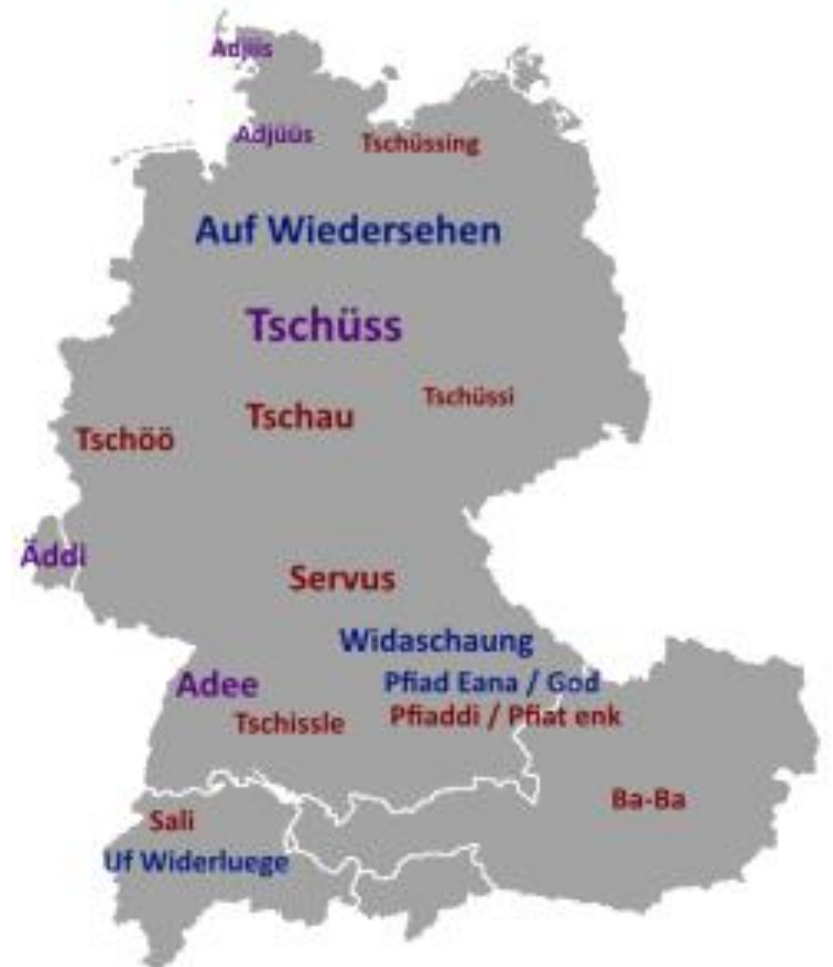 Adjüs
Adjüüs
Tschüssing
Auf Wiedersehen
Tschüss
Tschüssi
Tschau
Tschöö
Äddi
Servus
Widaschaung
Adee
Pfiad Eana / God
Pfiaddi / Pfiat enk
Tschissle
Ba-Ba
Sali
Uf Widerluege